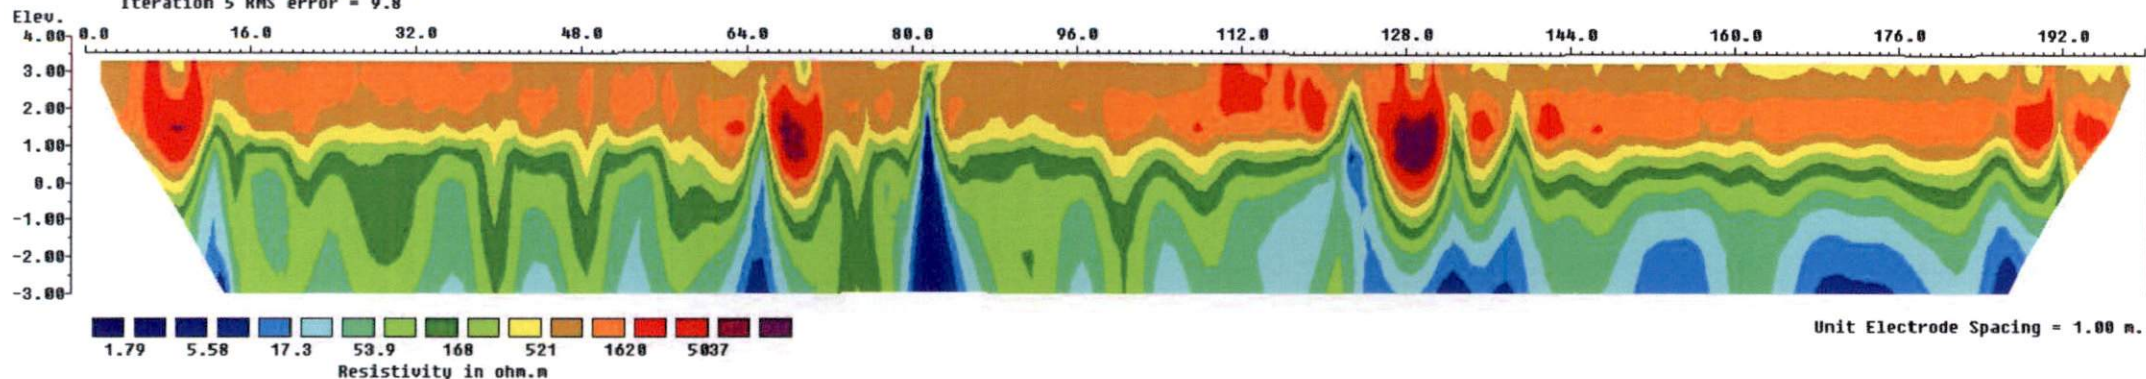 Iteration 5 RMS error = 9.8
Elev.
4.00 0.0 16.0 32.0 48.0 64.0 80.0 96.0 112.0 128.0 144.0 160.0 176.0 192.0
3.00
2.00
1.00
0.0
-1.00
-2.00
-3.00
1.79 5.58 17.3 53.9 168 521 1620 5037
Unit Electrode Spacing = 1.00 m.
Resistivity in ohm.m